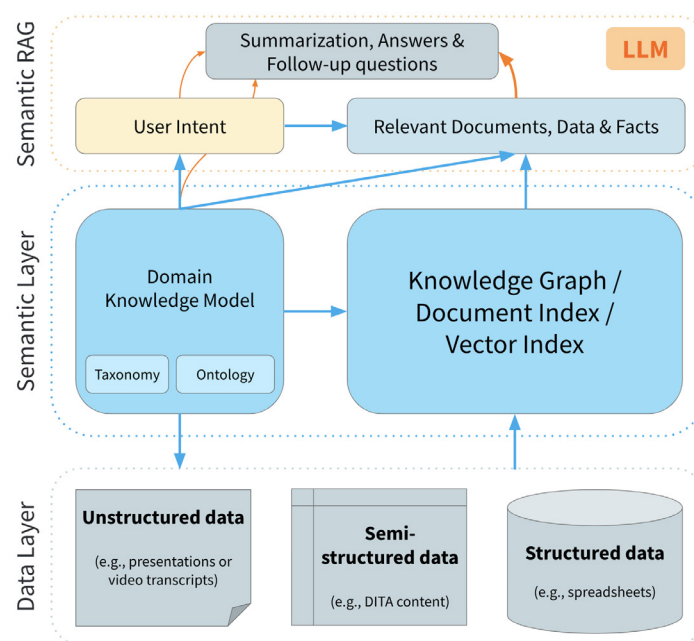 Semantic RAG
Summarization, Answers &
Follow-up questions
LLM
User Intent
Relevant Documents, Data & Facts
Semantic Layer
Domain
Knowledge Model
Taxonomy
Ontology
Knowledge Graph /
Document Index /
Vector Index
Data Layer
Unstructured data
(e.g., presentations or
video transcripts)
Semi-
structured data
(e.g., DITA content)
Structured data
(e.g., spreadsheets)